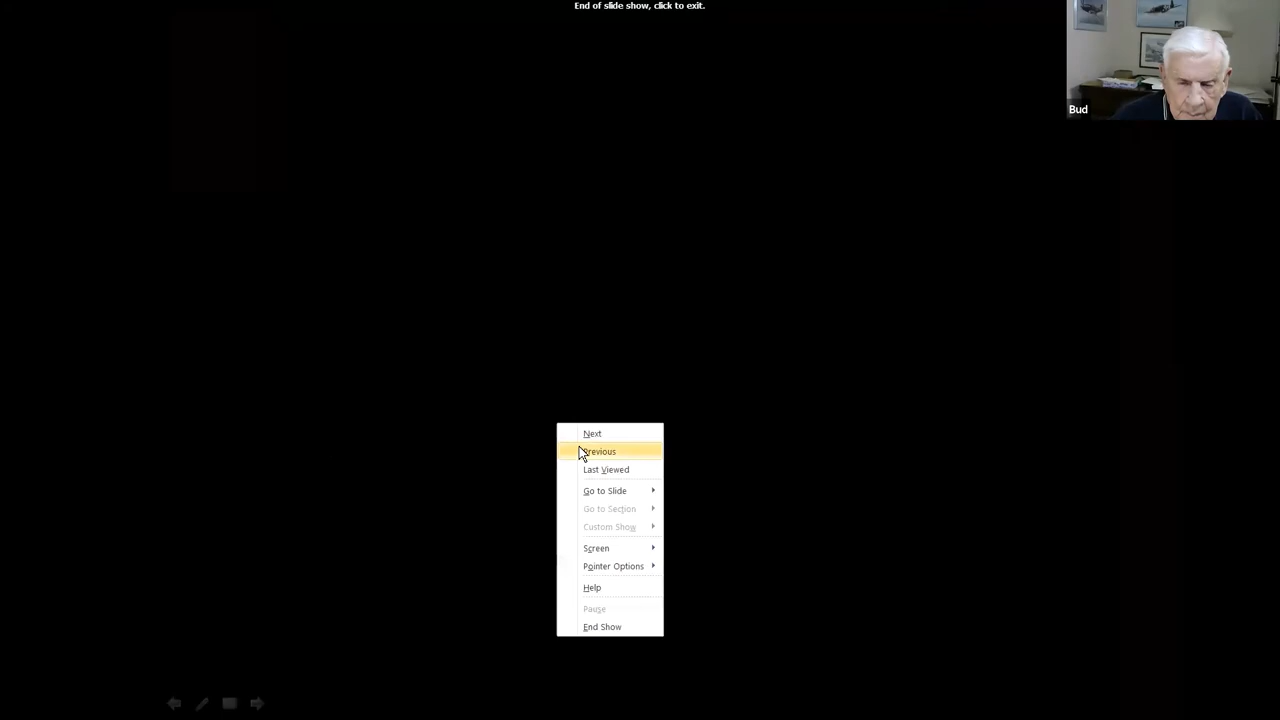 End of slide show, click to exit.
Bud
Next
Previous
Last Viewed
Go to Slide
Go to Section
Custom Show
Screen
Pointer Options
Help
Pause
End Show